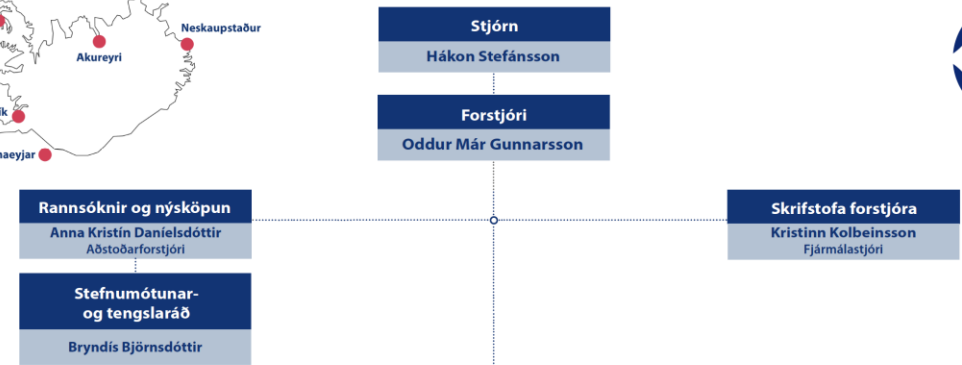 Neskaupstaður
Akureyri
Stjórn
Hákon Stefánsson
Forstjóri
Oddur Már Gunnarsson
Rannsóknir og nýsköpun
Anna Kristín Daníelsdóttir
Aðstoðarforstjóri
Skrifstofa forstjóra
Kristinn Kolbeinsson
Fjármálastjóri
Stefnumótunar-
og tengslaráð
Bryndís Björnsdóttir